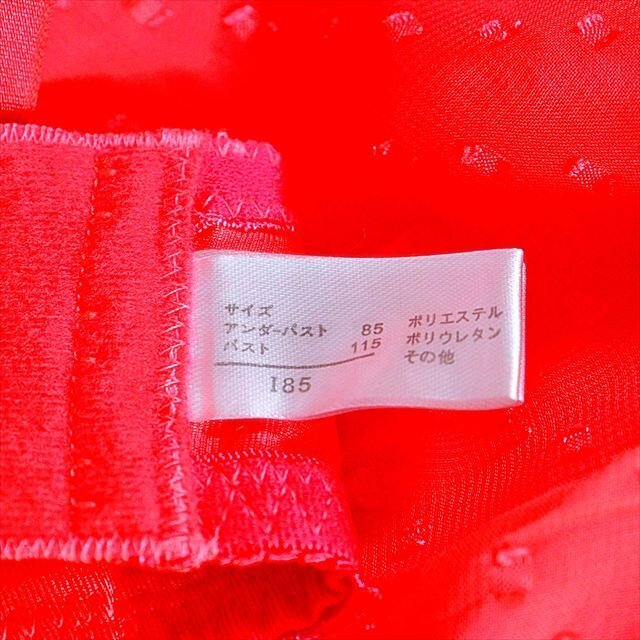 サイズ
アンダーバスト 85
バスト 115
I85
ポリエステル
ポリウレタン
その他